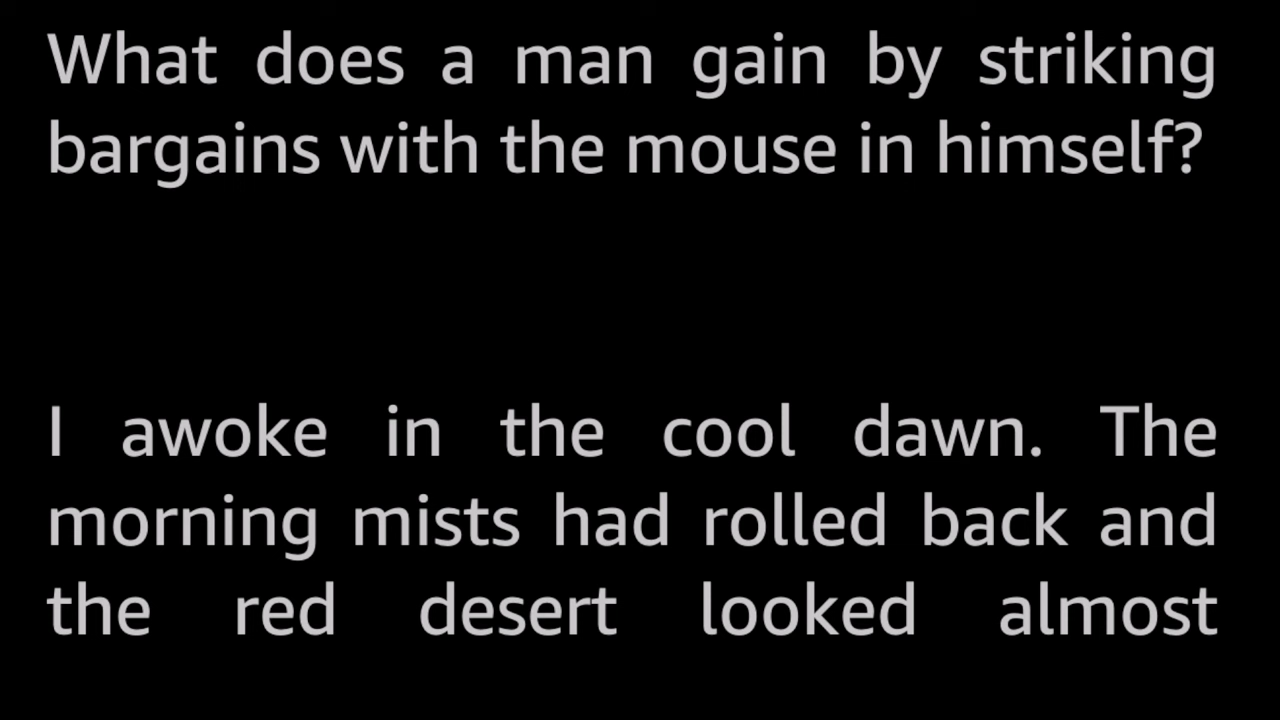 What does a man gain by striking
bargains with the mouse in himself?
I awoke in the cool dawn. The
morning mists had rolled back and
the red desert looked almost